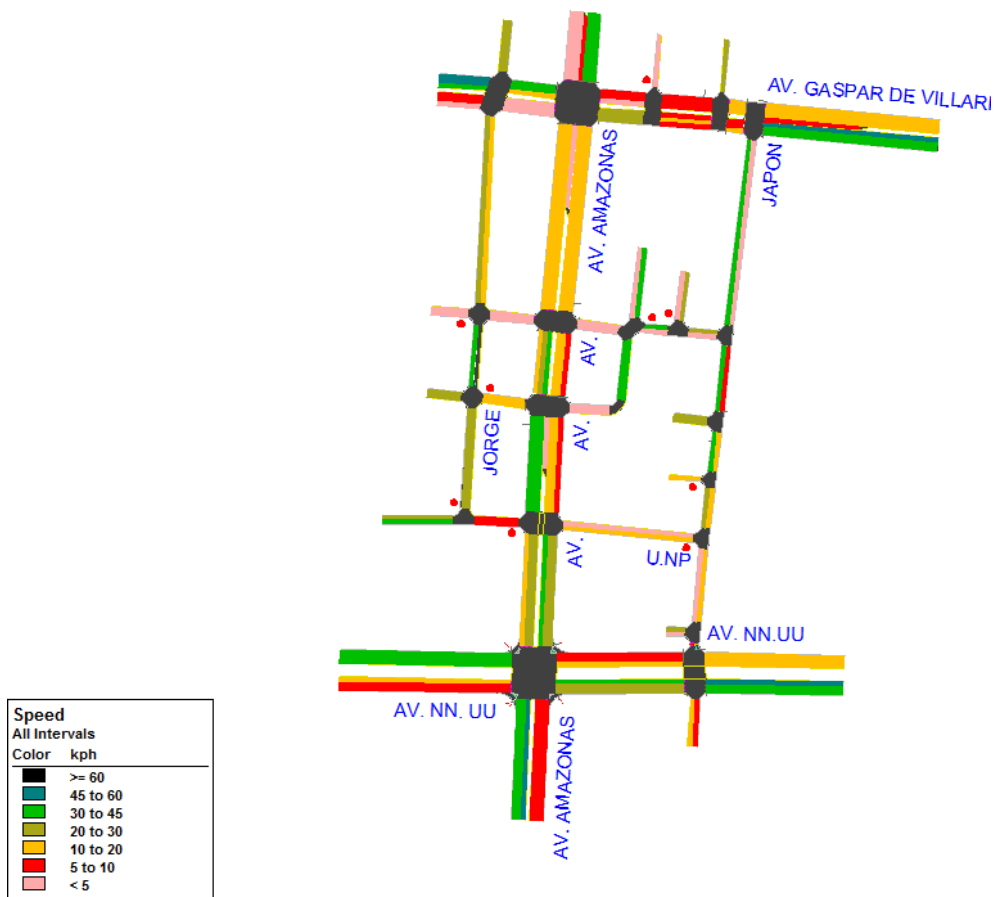 AV. GASPAR DE VILLARI
AV. AMAZONAS
JAPON
AV.
JORGE
AV.
AV.
U.NP
AV. NN.UU
AV. NN. UU
AV. AMAZONAS
Speed
All Intervals
Color kph
>= 60
45 to 60
30 to 45
20 to 30
10 to 20
5 to 10
< 5